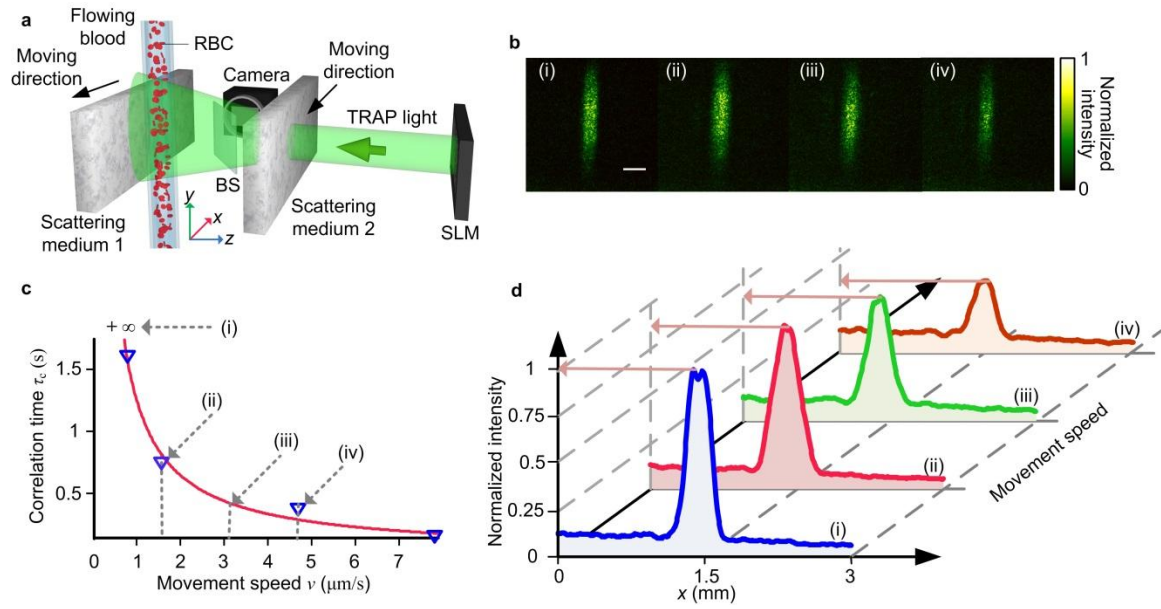 a
Flowing
blood
RBC
Moving
direction
Camera
Moving
direction
TRAP light
BS
y
x
z
Scattering
medium 1
Scattering
medium 2
SLM
b
(i)
(ii)
(iii)
(iv)
1
0
Normalized
intensity
c
+ ∞
(i)
(ii)
(iii)
(iv)
1.5
1
0.5
0
1
2
3
4
5
6
7
Correlation time τc (s)
Movement speed v (μm/s)
d
1
0.75
0.5
0.25
0
Normalized intensity
(iv)
(iii)
(ii)
(i)
Movement speed
0
1.5
3
x (mm)